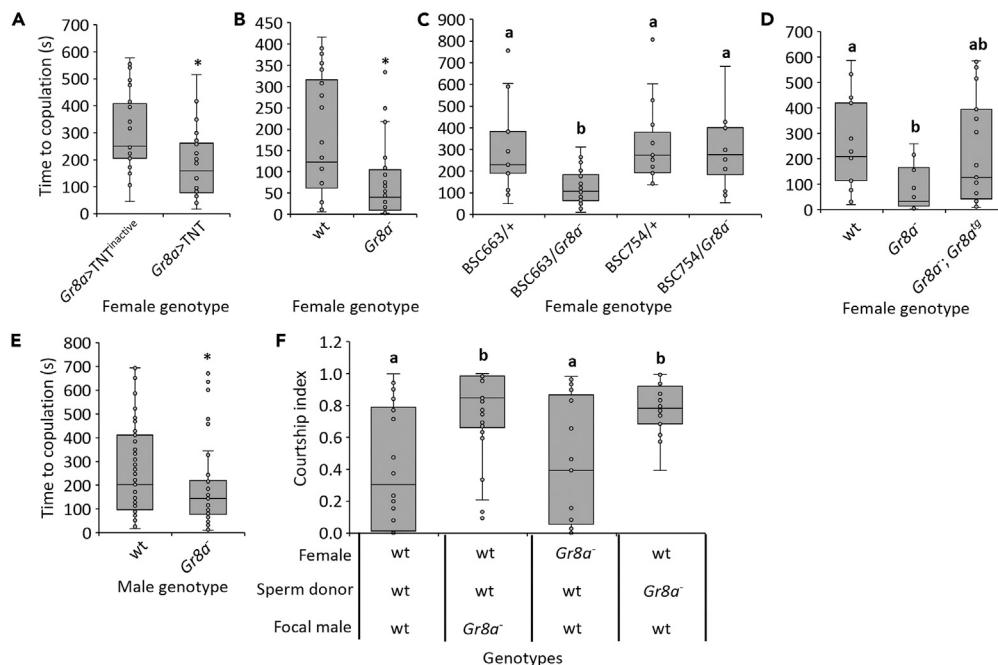 A
Time to copulation (s)
700
600
500
400
300
200
100
0
*
Gr8a>TNTinactive
Gr8a>TNT
Female genotype
B
450
400
350
300
250
200
150
100
50
0
*
wt
Gr8a-
Female genotype
C
900
800
700
600
500
400
300
200
100
0
a
b
a
a
BSC663/+
BSC663/Gr8a-
BSC754/+
BSC754/Gr8a-
Female genotype
D
700
600
500
400
300
200
100
0
a
b
ab
wt
Gr8a-
Gr8a-; Gr8atg
Female genotype
E
Time to copulation (s)
800
700
600
500
400
300
200
100
0
*
wt
Gr8a-
Male genotype
F
Courtship index
1.2
1.0
0.8
0.6
0.4
0.2
0.0
a
b
a
b
Female wt wt Gr8a- wt
Sperm donor wt wt wt Gr8a-
Focal male wt Gr8a- wt wt
Genotypes